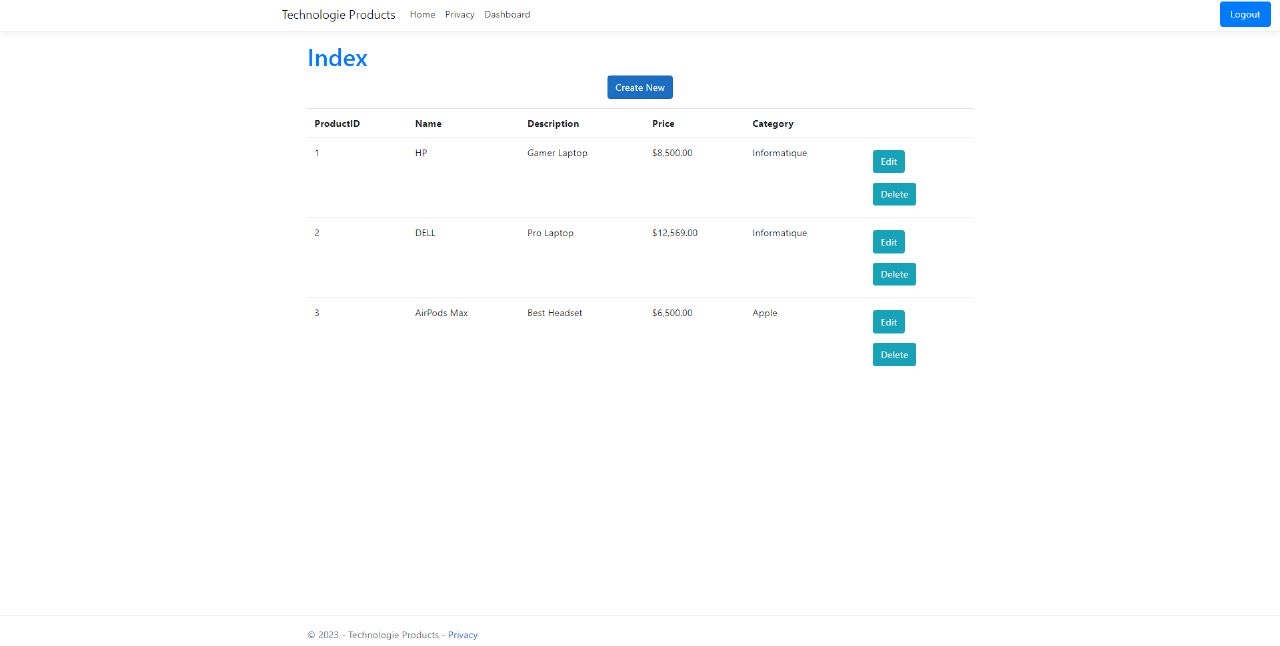 Technologie Products Home Privacy Dashboard Logout
Index
Create New
ProductID Name Description Price Category
1 HP Gamer Laptop $8,500.00 Informatique
Edit
Delete
2 DELL Pro Laptop $12,569.00 Informatique
Edit
Delete
3 AirPods Max Best Headset $6,500.00 Apple
Edit
Delete
© 2023 - Technologie Products - Privacy